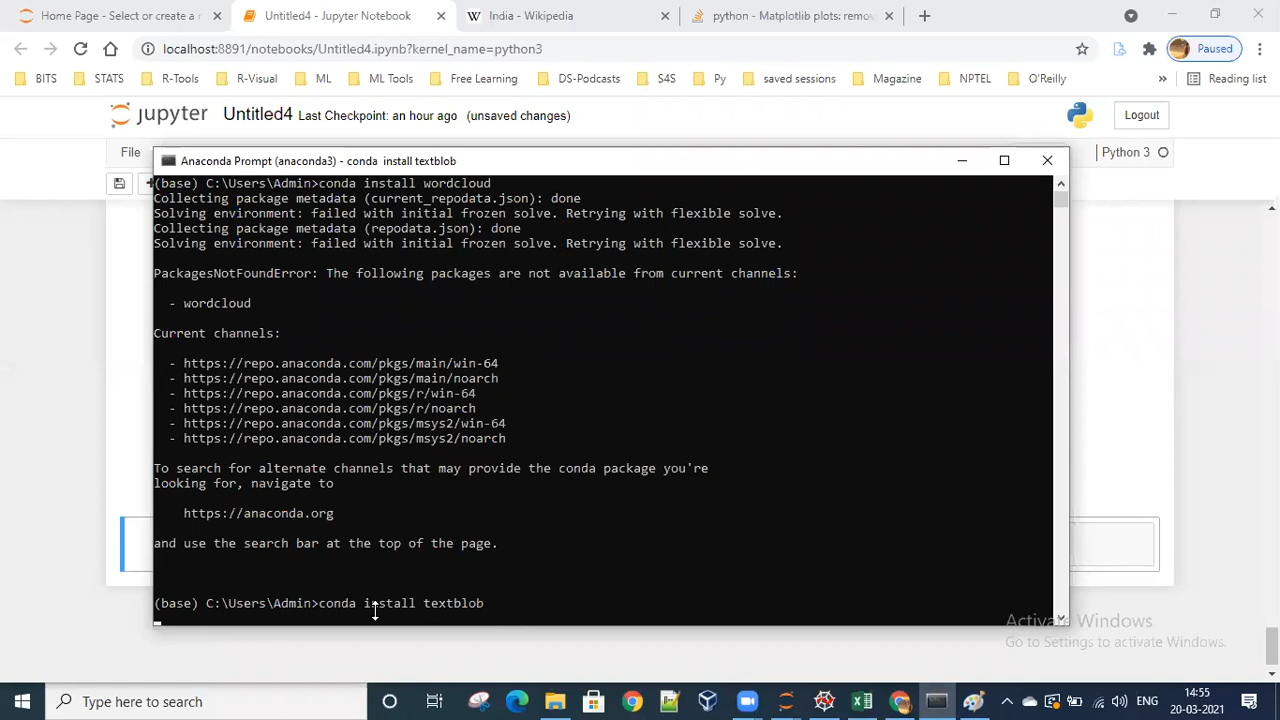 Home Page - Select or create a n
Untitled4 - Jupyter Notebook
India - Wikipedia
python - Matplotlib plots: remov
localhost:8891/notebooks/Untitled4.ipynb?kernel_name=python3
Paused
BITS STATS R-Tools R-Visual ML ML Tools Free Learning DS-Podcasts S4S Py saved sessions Magazine NPTEL O'Reilly » Reading list
jupyter Untitled4 Last Checkpoint: an hour ago (unsaved changes) Logout
File Python 3
Anaconda Prompt (anaconda3) - conda install textblob
(base) C:\Users\Admin>conda install wordcloud
Collecting package metadata (current_repodata.json): done
Solving environment: failed with initial frozen solve. Retrying with flexible solve.
Collecting package metadata (repodata.json): done
Solving environment: failed with initial frozen solve. Retrying with flexible solve.
PackagesNotFoundError: The following packages are not available from current channels:
- wordcloud
Current channels:
- https://repo.anaconda.com/pkgs/main/win-64
- https://repo.anaconda.com/pkgs/main/noarch
- https://repo.anaconda.com/pkgs/r/win-64
- https://repo.anaconda.com/pkgs/r/noarch
- https://repo.anaconda.com/pkgs/msys2/win-64
- https://repo.anaconda.com/pkgs/msys2/noarch
To search for alternate channels that may provide the conda package you're
looking for, navigate to
https://anaconda.org
and use the search bar at the top of the page.
(base) C:\Users\Admin>conda install textblob
Activate Windows
Go to Settings to activate Windows.
Type here to search
ENG
14:55
20-03-2021